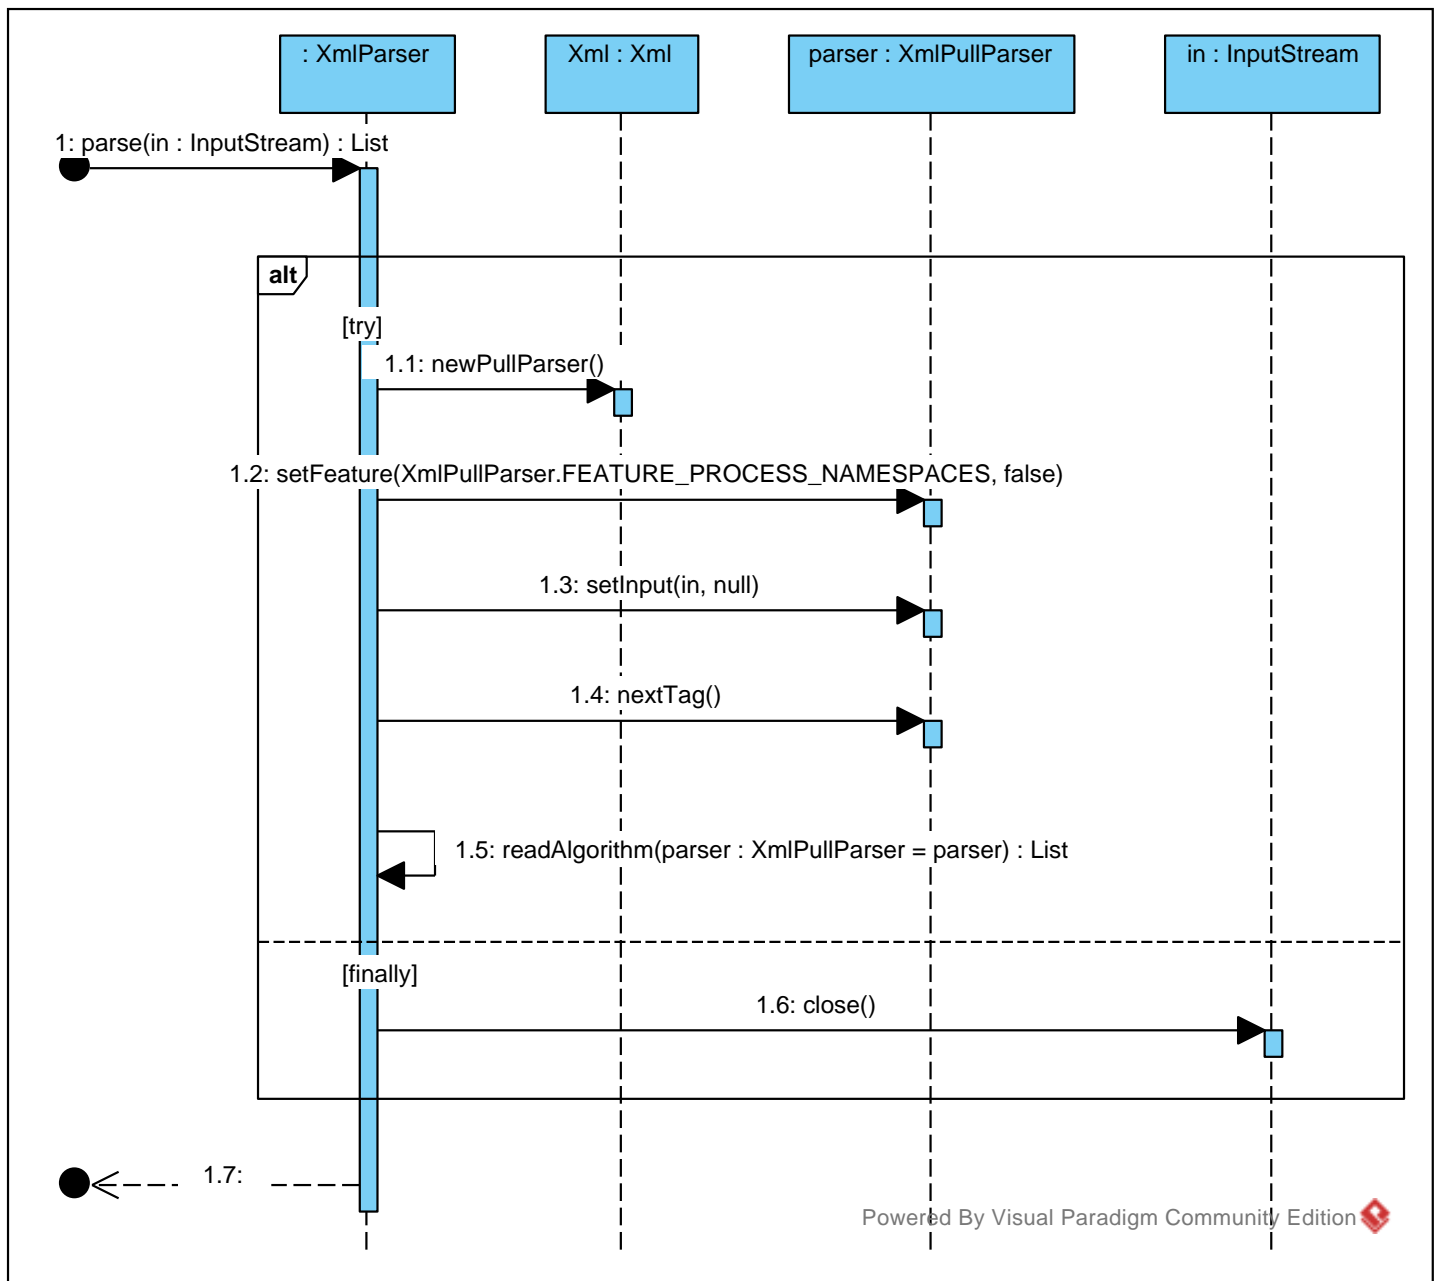 : XmlParser
Xml : Xml
parser : XmlPullParser
in : InputStream
1: parse(in : InputStream) : List
alt
[try]
1.1: newPullParser()
1.2: setFeature(XmlPullParser.FEATURE_PROCESS_NAMESPACES, false)
1.3: setInput(in, null)
1.4: nextTag()
1.5: readAlgorithm(parser : XmlPullParser = parser) : List
[finally]
1.6: close()
1.7:
Powered By Visual Paradigm Community Edition